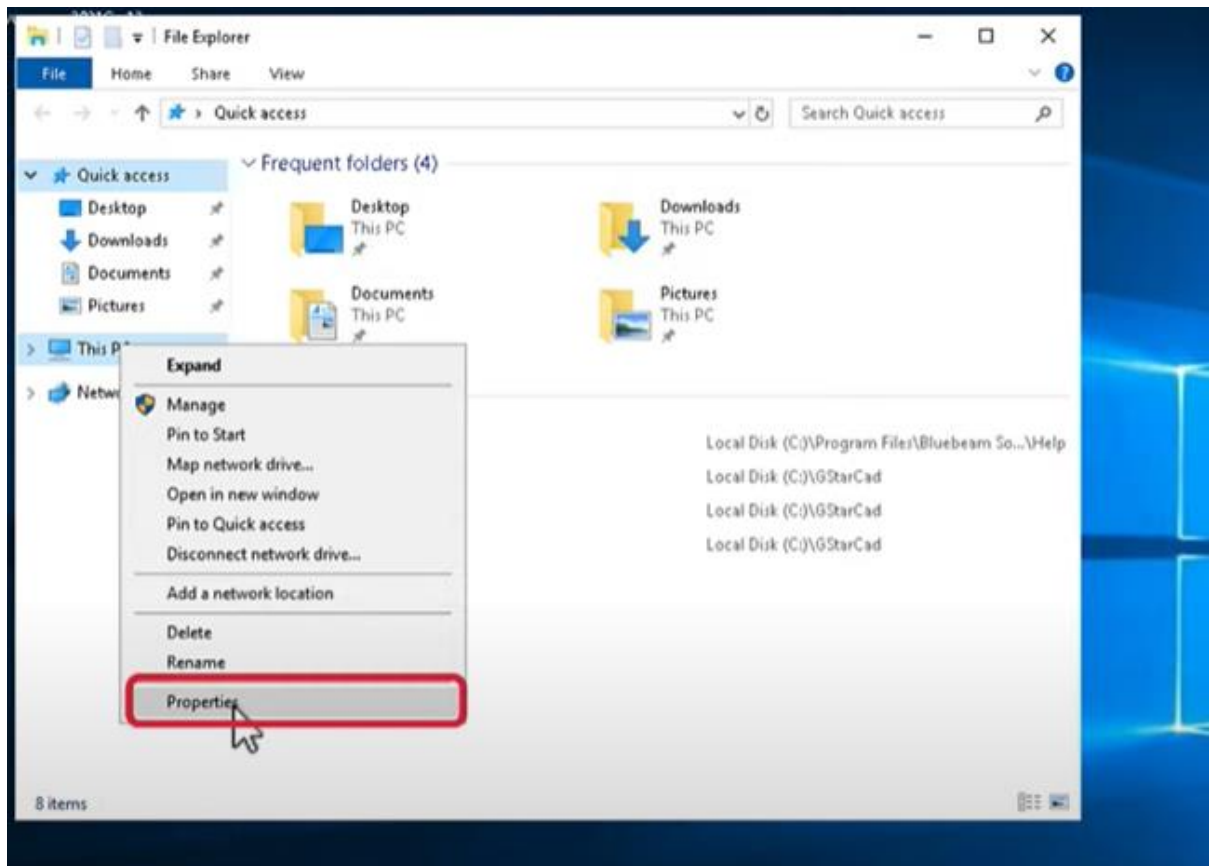 File Explorer
File Home Share View
Quick access
Search Quick access
Quick access
Desktop
Downloads
Documents
Pictures
This
Frequent folders (4)
Desktop
This PC
Downloads
This PC
Documents
This PC
Pictures
This PC
Expand
Manage
Pin to Start
Map network drive...
Open in new window
Pin to Quick access
Disconnect network drive...
Add a network location
Delete
Rename
Properties
Local Disk (C:)\Program Files\Bluebeam So...\Help
Local Disk (C:)\GStarCad
Local Disk (C:)\GStarCad
Local Disk (C:)\GStarCad
8 items